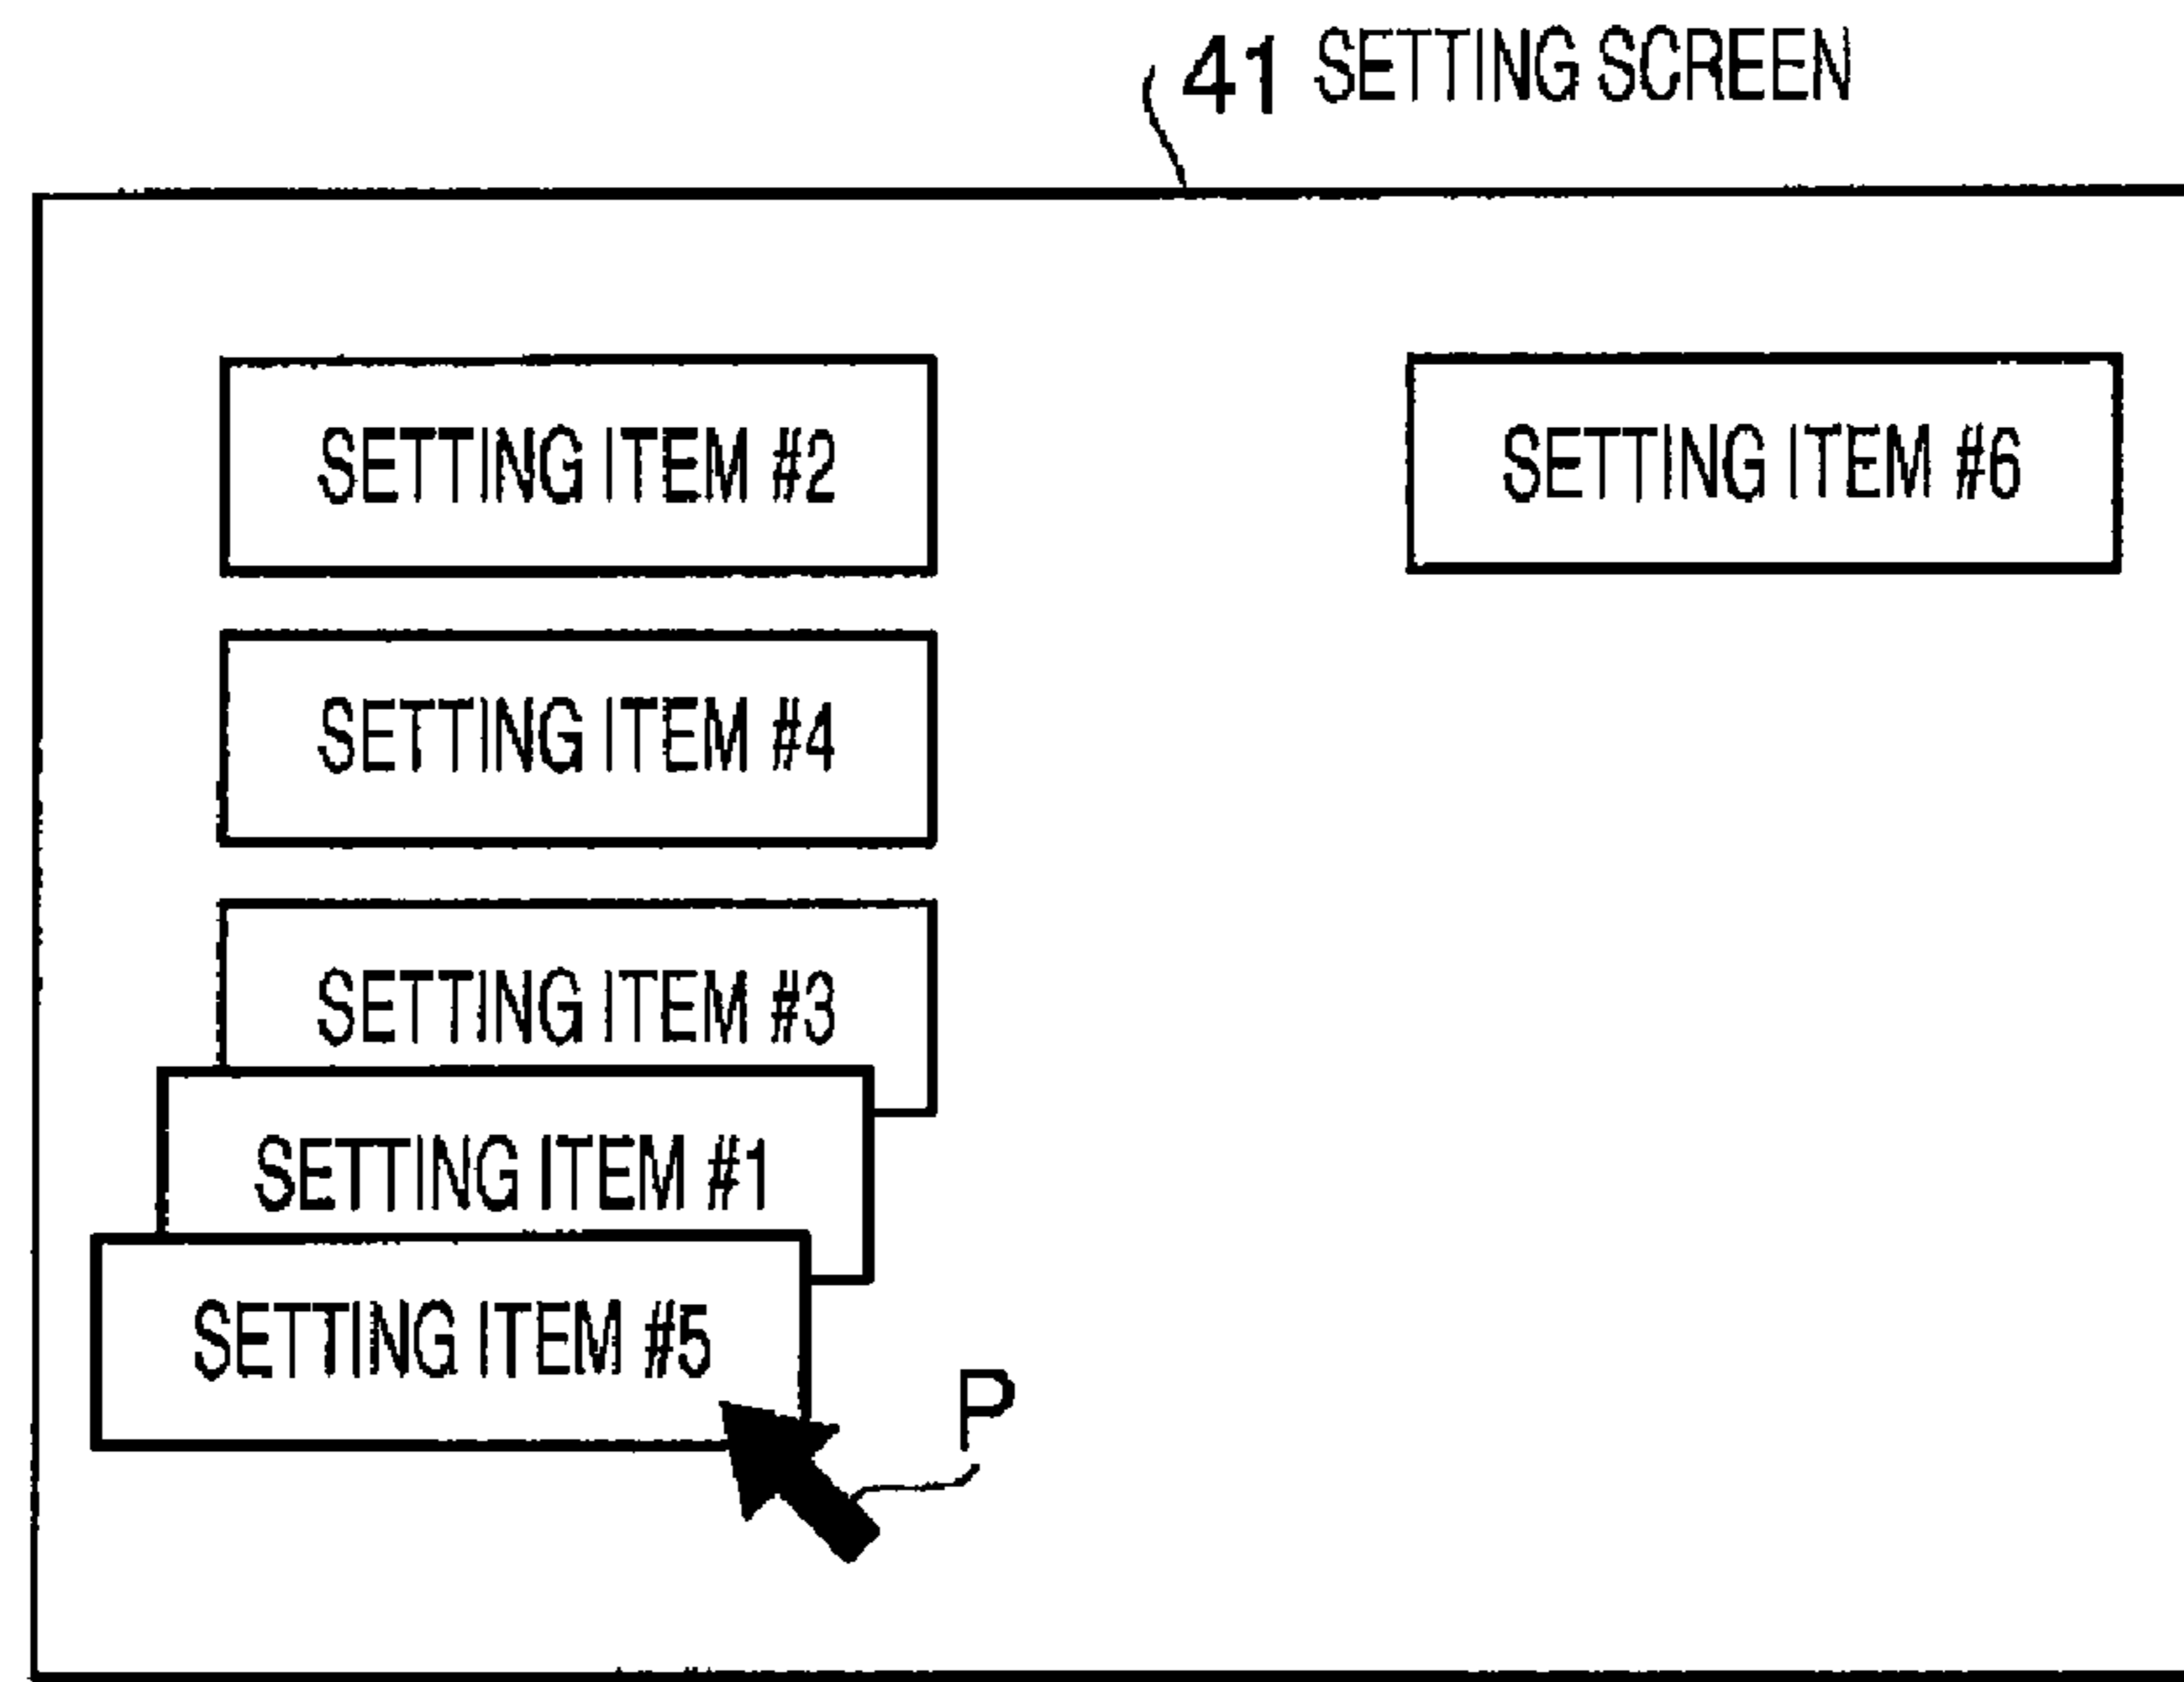 41 SETTING SCREEN
SETTING ITEM #2
SETTING ITEM #6
SETTING ITEM #4
SETTING ITEM #3
SETTING ITEM #1
SETTING ITEM #5
P